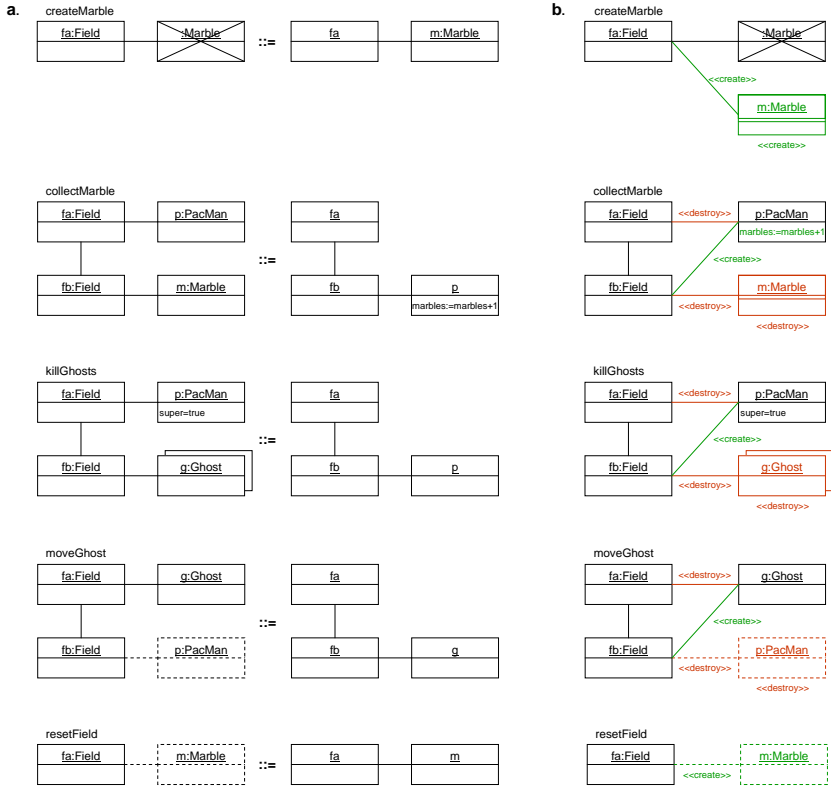 a.
createMarble
fa:Field
:Marble
::=
fa
m:Marble
collectMarble
fa:Field
p:PacMan
fb:Field
m:Marble
::=
fa
fb
p
marbles:=marbles+1
killGhosts
fa:Field
p:PacMan
super=true
fb:Field
g:Ghost
::=
fa
fb
p
moveGhost
fa:Field
g:Ghost
fb:Field
p:PacMan
::=
fa
fb
g
resetField
fa:Field
m:Marble
::=
fa
m
b.
createMarble
fa:Field
:Marble
<<create>>
m:Marble
<<create>>
collectMarble
fa:Field
<<destroy>>
p:PacMan
marbles:=marbles+1
<<create>>
fb:Field
m:Marble
<<destroy>>
<<destroy>>
killGhosts
fa:Field
<<destroy>>
p:PacMan
super=true
<<create>>
fb:Field
g:Ghost
<<destroy>>
<<destroy>>
moveGhost
fa:Field
<<destroy>>
g:Ghost
<<create>>
fb:Field
p:PacMan
<<destroy>>
<<destroy>>
resetField
fa:Field
m:Marble
<<create>>